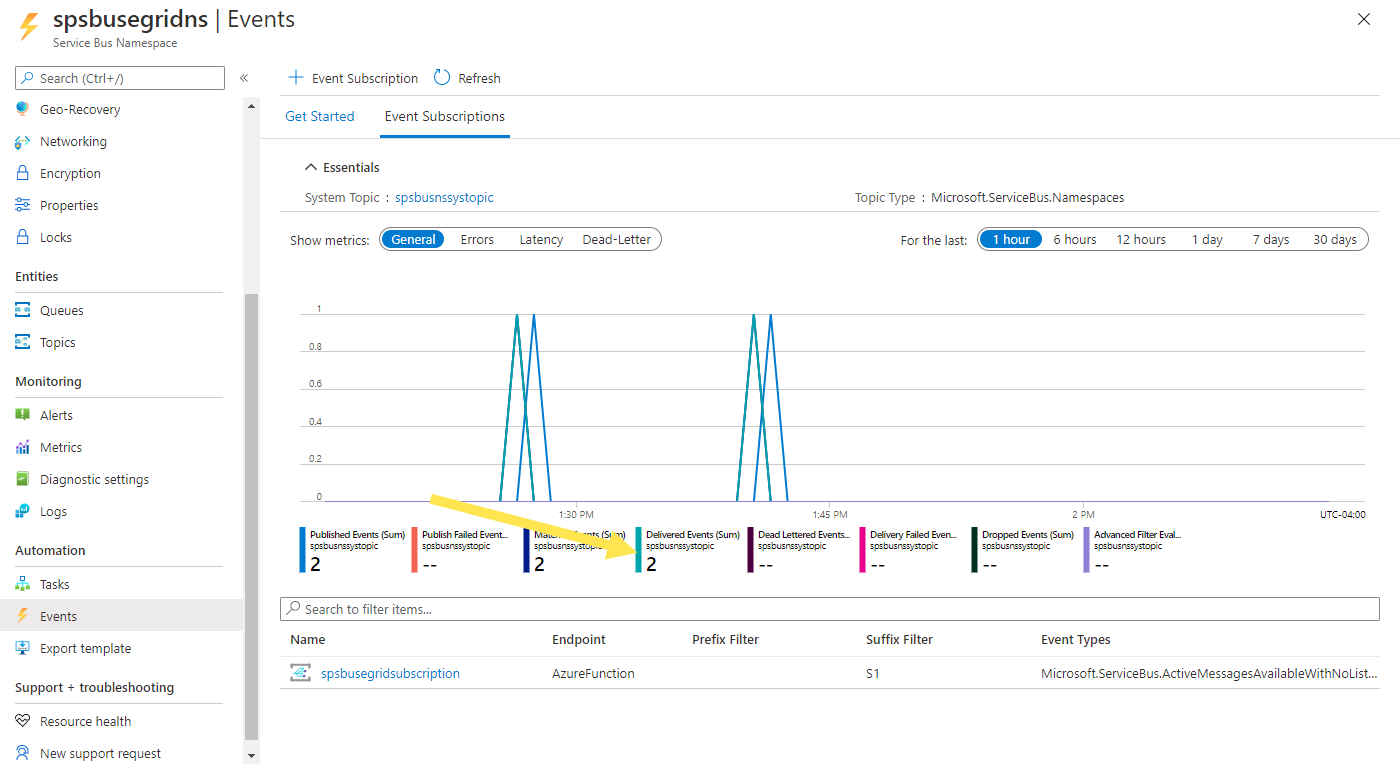 spsbusegridns | Events
Service Bus Namespace
Search (Ctrl+/)
«
Geo-Recovery
Networking
Encryption
Properties
Locks
Entities
Queues
Topics
Monitoring
Alerts
Metrics
Diagnostic settings
Logs
Automation
Tasks
Events
Export template
Support + troubleshooting
Resource health
New support request
+ Event Subscription Refresh
Get Started Event Subscriptions
Essentials
System Topic : spsbusnssystopic Topic Type : Microsoft.ServiceBus.Namespaces
Show metrics: General Errors Latency Dead-Letter For the last: 1 hour 6 hours 12 hours 1 day 7 days 30 days
1
0.8
0.6
0.4
0.2
0
1:30 PM 1:45 PM 2 PM UTC-04:00
Published Events (Sum) Publish Failed Event... (Sum) Delivered Events (Sum) Dead Lettered Events... Delivery Failed Even... Dropped Events (Sum) Advanced Filter Eval...
spsbusnssystopic spsbusnssystopic spsbusnssystopic spsbusnssystopic spsbusnssystopic spsbusnssystopic spsbusnssystopic spsbusnssystopic
2 -- 2 2 -- -- -- --
Search to filter items...
Name Endpoint Prefix Filter Suffix Filter Event Types
spsbusegridsubscription AzureFunction S1 Microsoft.ServiceBus.ActiveMessagesAvailableWithNoList...